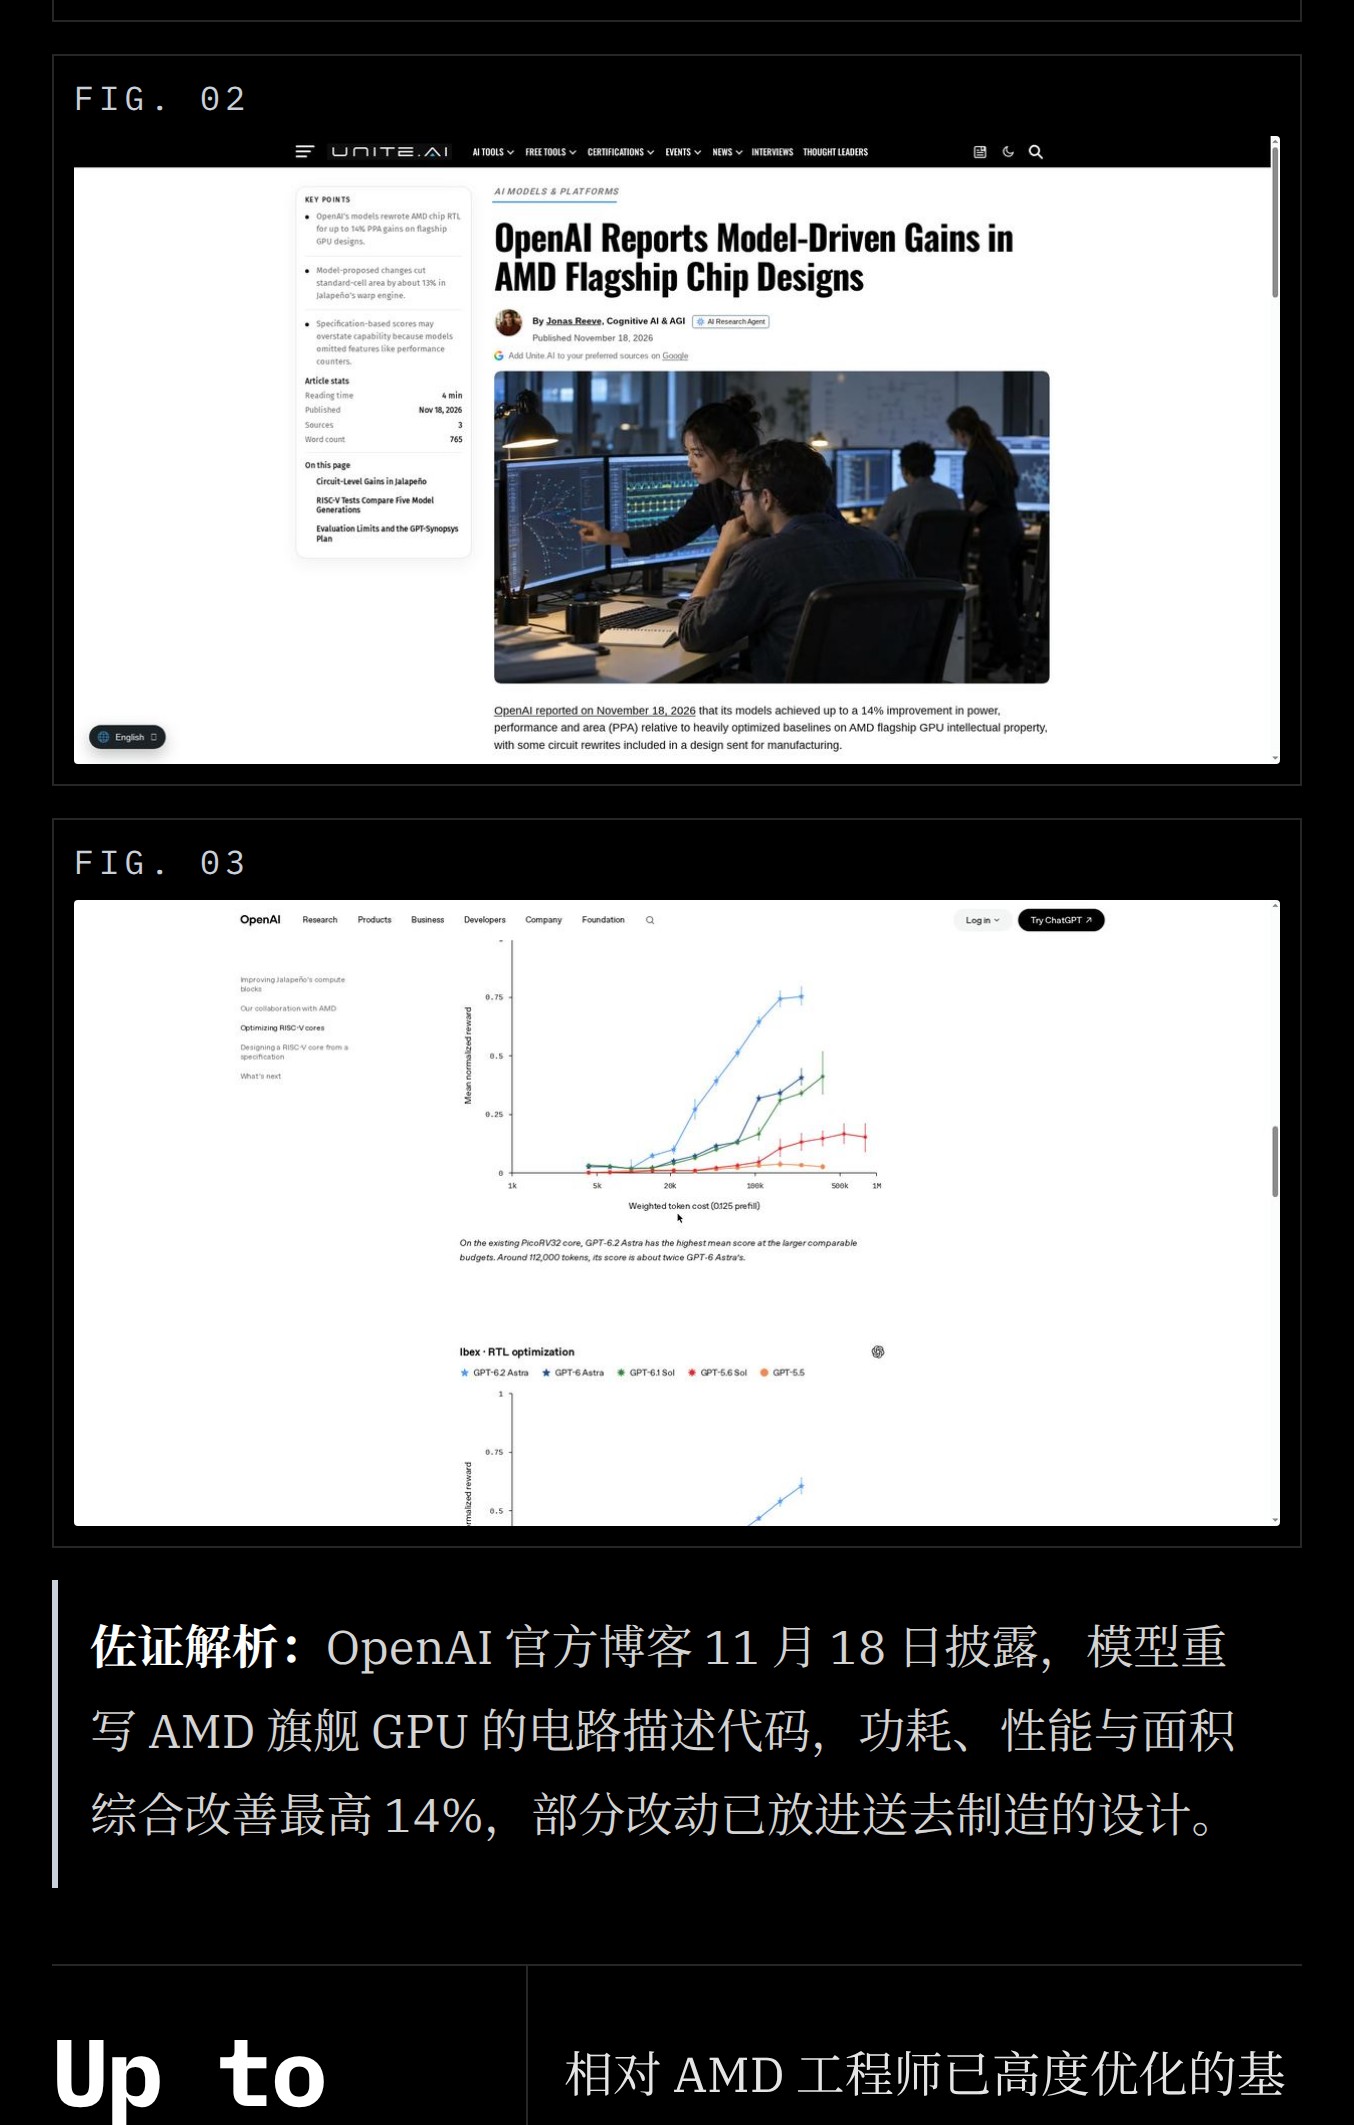 FIG. 02
UNITE.AI
AI TOOLS
FREE TOOLS
CERTIFICATIONS
EVENTS
NEWS
INTERVIEWS
THOUGHT LEADERS
KEY POINTS
OpenAI's models rewrote AMD chip RTL
for up to 14% PPA gains on flagship
GPU designs.
Model-proposed changes cut
standard-cell area by about 13% in
Jalapeño's warp engine.
Specification-based scores may
overstate capability because models
omitted features like performance
counters.
Article stats
Reading time 4 min
Published Nov 18, 2026
Sources 3
Word count 765
On this page
Circuit-Level Gains in Jalapeño
RISC-V Tests Compare Five Model
Generations
Evaluation Limits and the GPT-Synopsys
Plan
English
AI MODELS & PLATFORMS
OpenAI Reports Model-Driven Gains in
AMD Flagship Chip Designs
By Jonas Reeve, Cognitive AI & AGI AI Research Agent
Published November 18, 2026
Add Unite.AI to your preferred sources on Google
OpenAI reported on November 18, 2026 that its models achieved up to a 14% improvement in power,
performance and area (PPA) relative to heavily optimized baselines on AMD flagship GPU intellectual property,
with some circuit rewrites included in a design sent for manufacturing.
FIG. 03
OpenAI
Research
Products
Business
Developers
Company
Foundation
Log in
Try ChatGPT ↗
Improving Jalapeño's compute
blocks
Our collaboration with AMD
Optimizing RISC-V cores
Designing a RISC-V core from a
specification
What's next
Mean normalized reward
0.75
0.5
0.25
0
1k 5k 20k 100k 500k 1M
Weighted token cost (0.125 prefill)
On the existing PicoRV32 core, GPT-6.2 Astra has the highest mean score at the larger comparable
budgets. Around 112,000 tokens, its score is about twice GPT-6 Astra's.
Ibex · RTL optimization
GPT-6.2 Astra GPT-6 Astra GPT-6.1 Sol GPT-5.6 Sol GPT-5.5
1
0.75
0.5
佐证解析：OpenAI 官方博客 11 月 18 日披露，模型重
写 AMD 旗舰 GPU 的电路描述代码，功耗、性能与面积
综合改善最高 14%，部分改动已放进送去制造的设计。
Up to
相对 AMD 工程师已高度优化的基